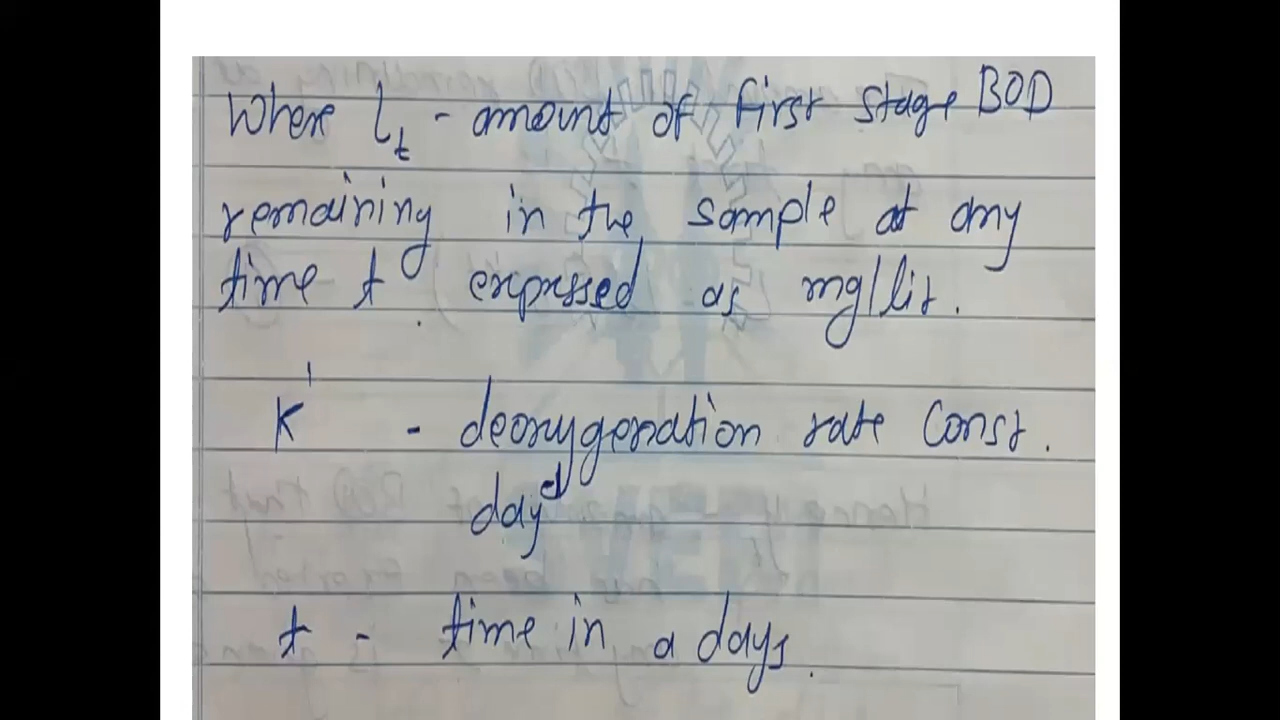 Where l_t - amount of first stage BOD
remaining in the sample at any
time t expressed as mg/lit.
K' - deoxygenation rate const.
day⁻¹
t - time in a days.